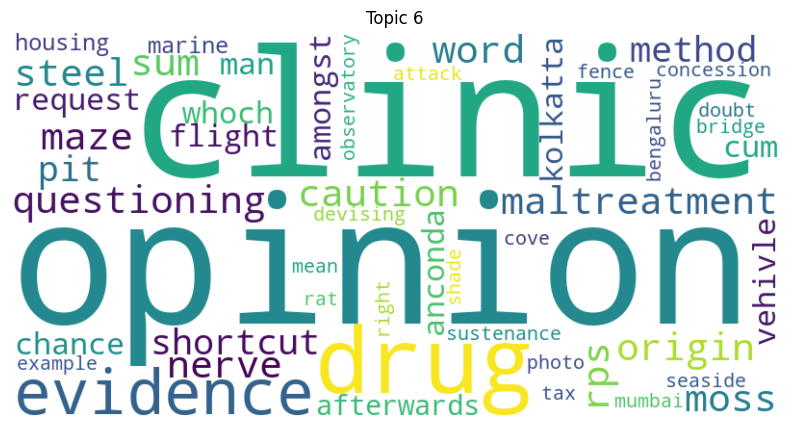 Topic 6
housing
marine
steel
sum
man
request
whoch
maze
flight
pit
clinic
amongst
observatory
attack
word
method
kolkatta
fence
concession
bengaluru
doubt
bridge
cum
questioning
caution
devising
maltreatment
opinion
mean
rat
right
anconda
shade
cove
vehivle
sustenance
chance
shortcut
example
nerve
evidence
drug
afterwards
photo
tax
rps
origin
seaside
mumbai
moss